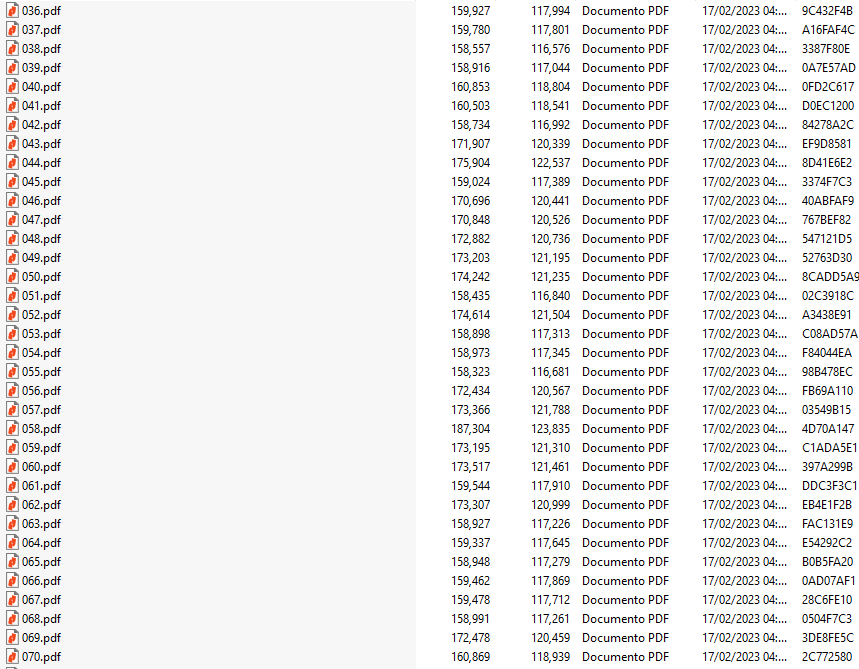 036.pdf 159,927 117,994 Documento PDF 17/02/2023 04:... 9C432F4B
037.pdf 159,780 117,801 Documento PDF 17/02/2023 04:... A16FAF4C
038.pdf 158,557 116,576 Documento PDF 17/02/2023 04:... 3387F80E
039.pdf 158,916 117,044 Documento PDF 17/02/2023 04:... 0A7E57AD
040.pdf 160,853 118,804 Documento PDF 17/02/2023 04:... 0FD2C617
041.pdf 160,503 118,541 Documento PDF 17/02/2023 04:... D0EC1200
042.pdf 158,734 116,992 Documento PDF 17/02/2023 04:... 84278A2C
043.pdf 171,907 120,339 Documento PDF 17/02/2023 04:... EF9D8581
044.pdf 175,904 122,537 Documento PDF 17/02/2023 04:... 8D41E6E2
045.pdf 159,024 117,389 Documento PDF 17/02/2023 04:... 3374F7C3
046.pdf 170,696 120,441 Documento PDF 17/02/2023 04:... 40ABFAF9
047.pdf 170,848 120,526 Documento PDF 17/02/2023 04:... 767BEF82
048.pdf 172,882 120,736 Documento PDF 17/02/2023 04:... 547121D5
049.pdf 173,203 121,195 Documento PDF 17/02/2023 04:... 52763D30
050.pdf 174,242 121,235 Documento PDF 17/02/2023 04:... 8CADD5A9
051.pdf 158,435 116,840 Documento PDF 17/02/2023 04:... 02C3918C
052.pdf 174,614 121,504 Documento PDF 17/02/2023 04:... A3438E91
053.pdf 158,898 117,313 Documento PDF 17/02/2023 04:... C08AD57A
054.pdf 158,973 117,345 Documento PDF 17/02/2023 04:... F84044EA
055.pdf 158,323 116,681 Documento PDF 17/02/2023 04:... 98B478EC
056.pdf 172,434 120,567 Documento PDF 17/02/2023 04:... FB69A110
057.pdf 173,366 121,788 Documento PDF 17/02/2023 04:... 03549B15
058.pdf 187,304 123,835 Documento PDF 17/02/2023 04:... 4D70A147
059.pdf 173,195 121,310 Documento PDF 17/02/2023 04:... C1ADA5E1
060.pdf 173,517 121,461 Documento PDF 17/02/2023 04:... 397A299B
061.pdf 159,544 117,910 Documento PDF 17/02/2023 04:... DDC3F3C1
062.pdf 173,307 120,999 Documento PDF 17/02/2023 04:... EB4E1F2B
063.pdf 158,927 117,226 Documento PDF 17/02/2023 04:... FAC131E9
064.pdf 159,337 117,645 Documento PDF 17/02/2023 04:... E54292C2
065.pdf 158,948 117,279 Documento PDF 17/02/2023 04:... B0B5FA20
066.pdf 159,462 117,869 Documento PDF 17/02/2023 04:... 0AD07AF1
067.pdf 159,478 117,712 Documento PDF 17/02/2023 04:... 28C6FE10
068.pdf 158,991 117,261 Documento PDF 17/02/2023 04:... 0504F7C3
069.pdf 172,478 120,459 Documento PDF 17/02/2023 04:... 3DE8FE5C
070.pdf 160,869 118,939 Documento PDF 17/02/2023 04:... 2C772580